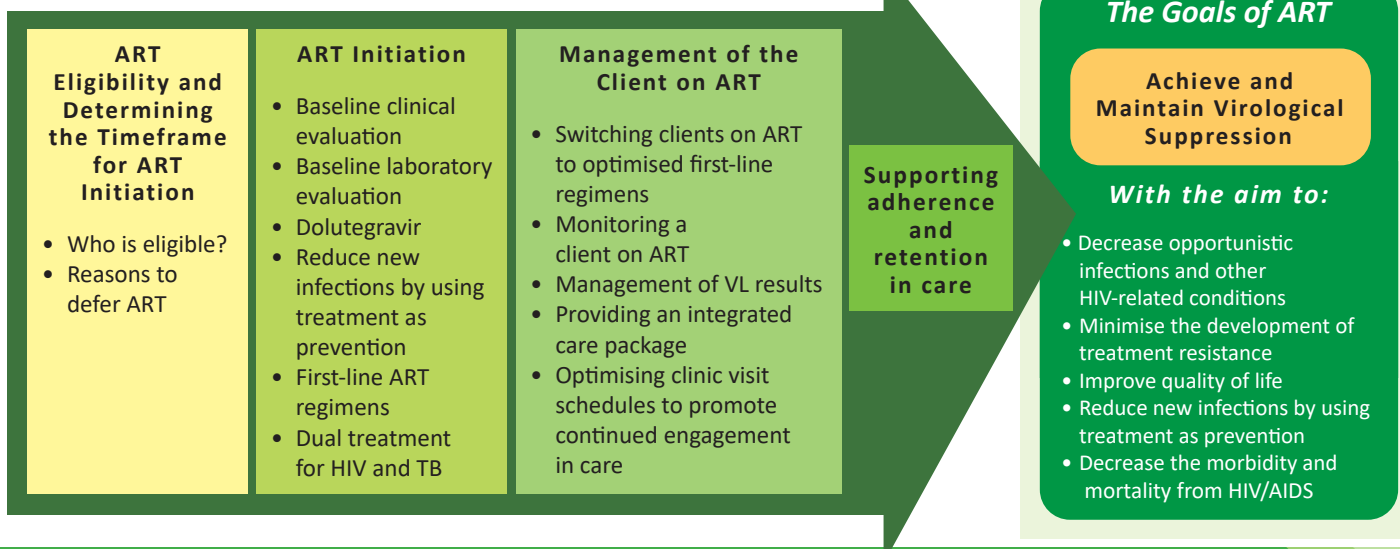 ART
Eligibility and
Determining
the Timeframe
for ART
Initiation
• Who is eligible?
• Reasons to
defer ART
ART Initiation
• Baseline clinical
evaluation
• Baseline laboratory
evaluation
• Dolutegravir
• Reduce new
infections by using
treatment as
prevention
• First-line ART
regimens
• Dual treatment
for HIV and TB
Management of the
Client on ART
• Switching clients on ART
to optimised first-line
regimens
• Monitoring a
client on ART
• Management of VL results
• Providing an integrated
care package
• Optimising clinic visit
schedules to promote
continued engagement
in care
Supporting
adherence
and
retention
in care
The Goals of ART
Achieve and
Maintain Virological
Suppression
With the aim to:
• Decrease opportunistic
infections and other
HIV-related conditions
• Minimise the development of
treatment resistance
• Improve quality of life
• Reduce new infections by using
treatment as prevention
• Decrease the morbidity and
mortality from HIV/AIDS